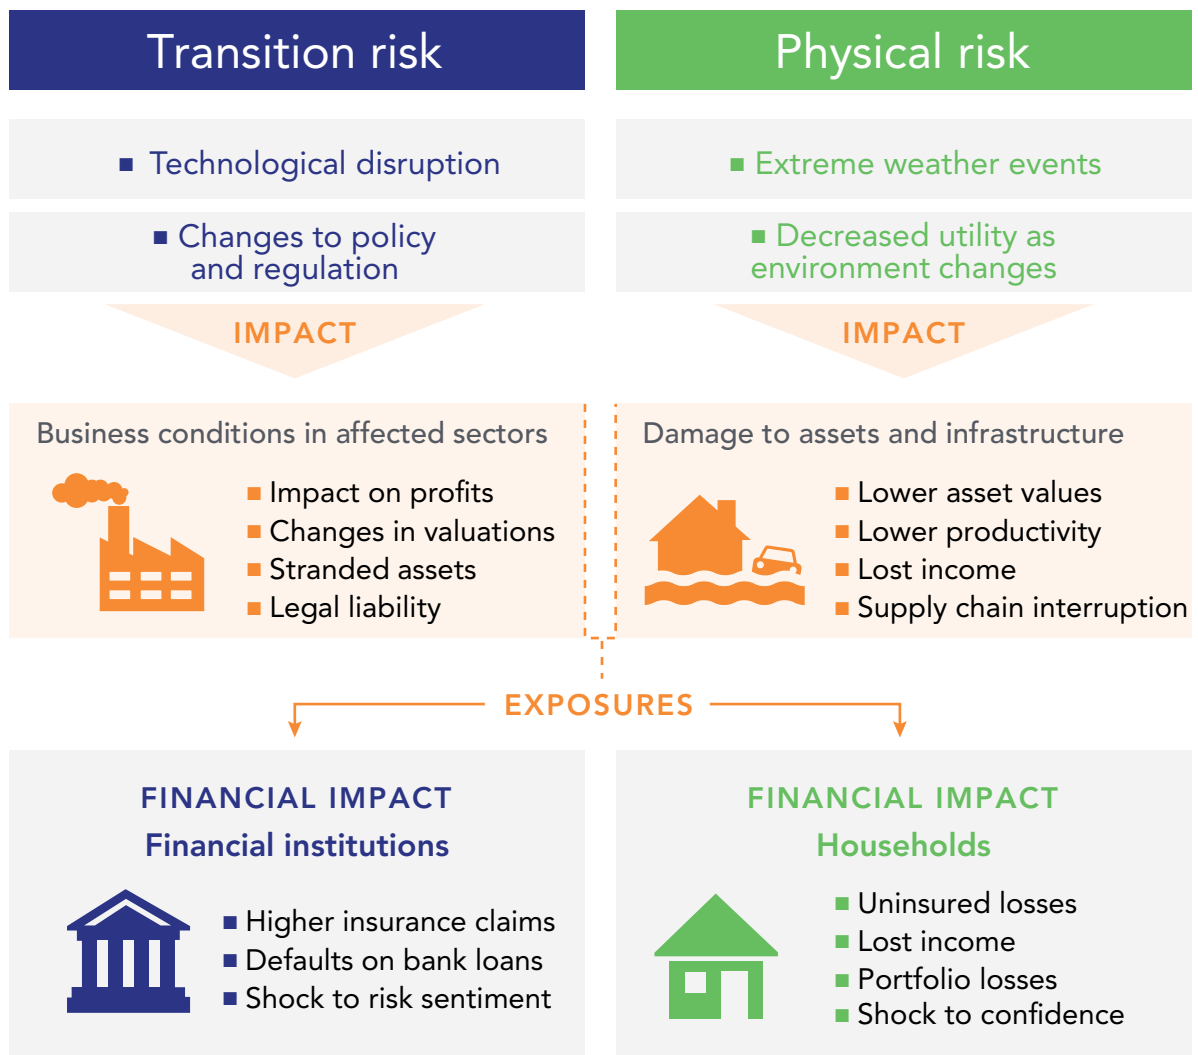 Transition risk
■ Technological disruption
■ Changes to policy
and regulation
IMPACT
Business conditions in affected sectors
■ Impact on profits
■ Changes in valuations
■ Stranded assets
■ Legal liability
Physical risk
■ Extreme weather events
■ Decreased utility as
environment changes
IMPACT
Damage to assets and infrastructure
■ Lower asset values
■ Lower productivity
■ Lost income
■ Supply chain interruption
EXPOSURES
FINANCIAL IMPACT
Financial institutions
■ Higher insurance claims
■ Defaults on bank loans
■ Shock to risk sentiment
FINANCIAL IMPACT
Households
■ Uninsured losses
■ Lost income
■ Portfolio losses
■ Shock to confidence